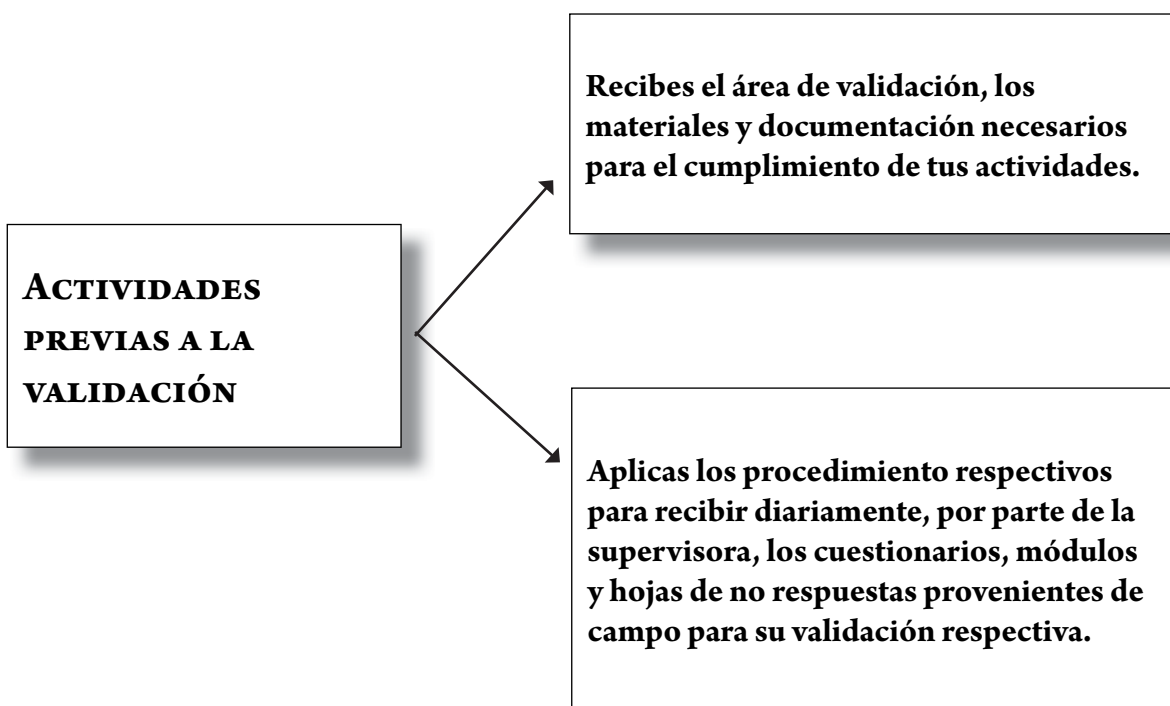 Recibes el área de validación, los
materiales y documentación necesarios
para el cumplimiento de tus actividades.
ACTIVIDADES
PREVIAS A LA
VALIDACIÓN
Aplicas los procedimiento respectivos
para recibir diariamente, por parte de la
supervisora, los cuestionarios, módulos
y hojas de no respuestas provenientes de
campo para su validación respectiva.